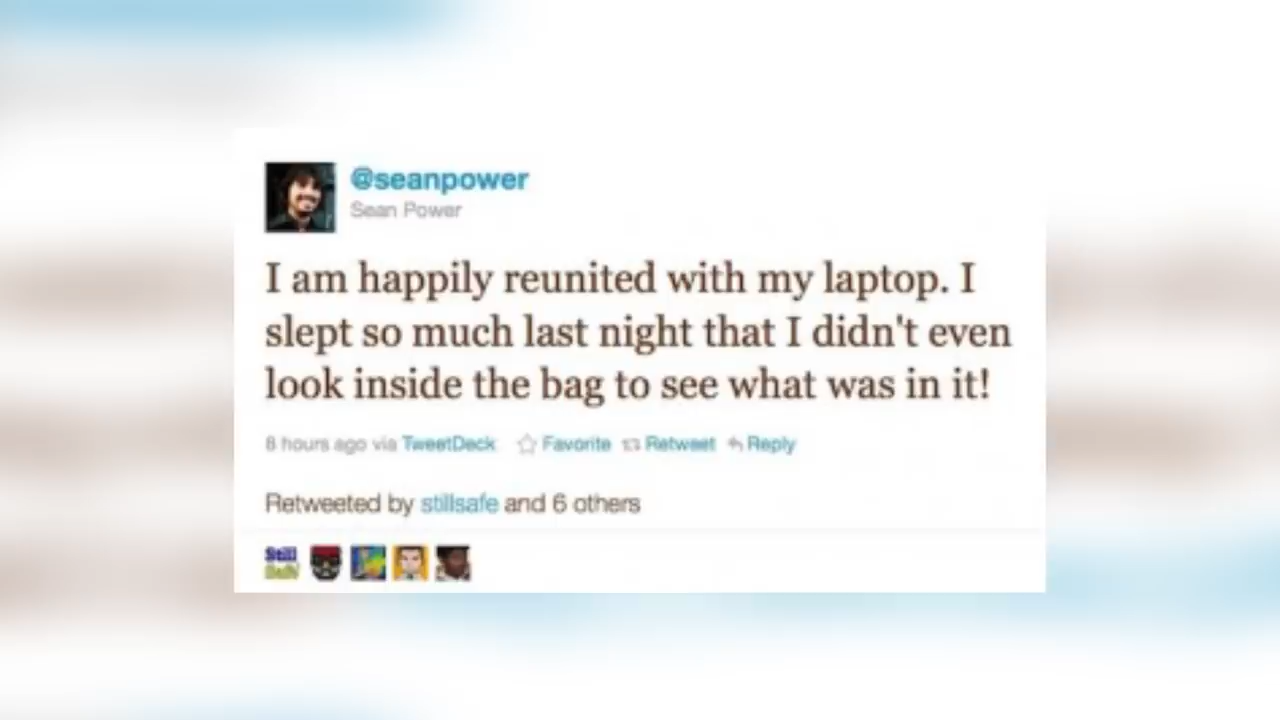 @seanpower
Sean Power
I am happily reunited with my laptop. I
slept so much last night that I didn't even
look inside the bag to see what was in it!
8 hours ago via TweetDeck Favorite Retweet Reply
Retweeted by stillsafe and 6 others
Still
Safe